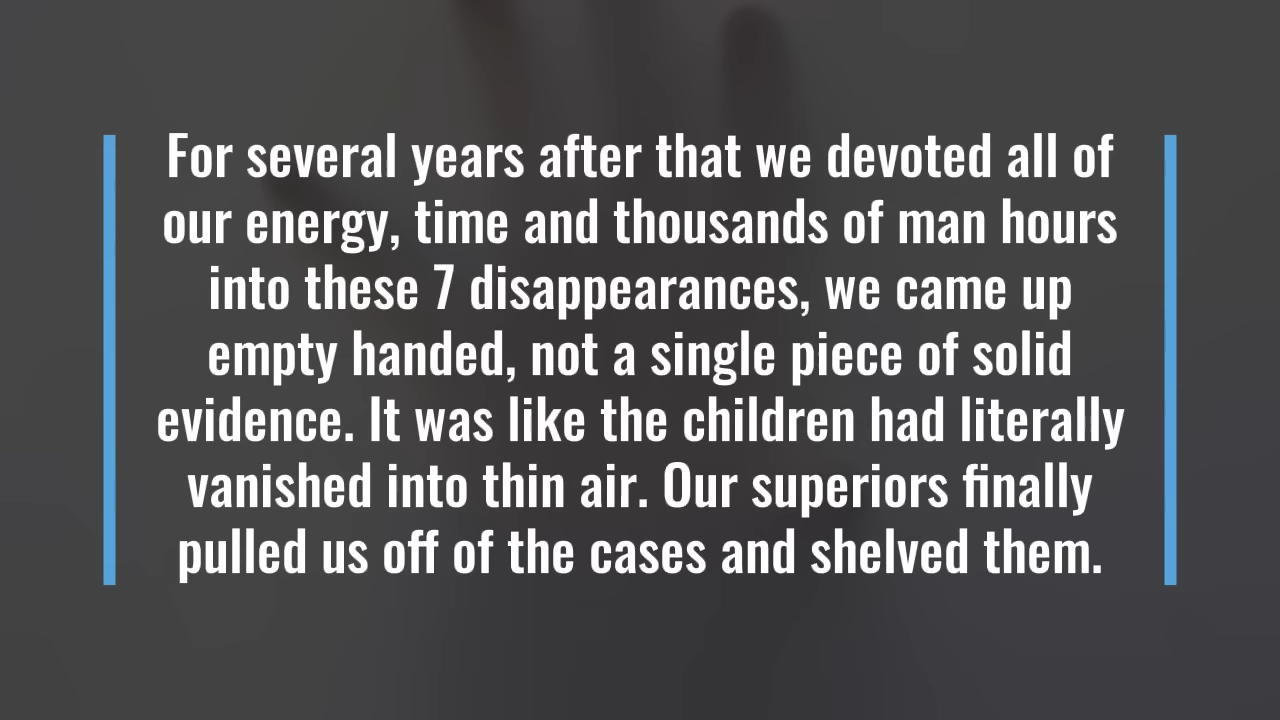 For several years after that we devoted all of
our energy, time and thousands of man hours
into these 7 disappearances, we came up
empty handed, not a single piece of solid
evidence. It was like the children had literally
vanished into thin air. Our superiors finally
pulled us off of the cases and shelved them.